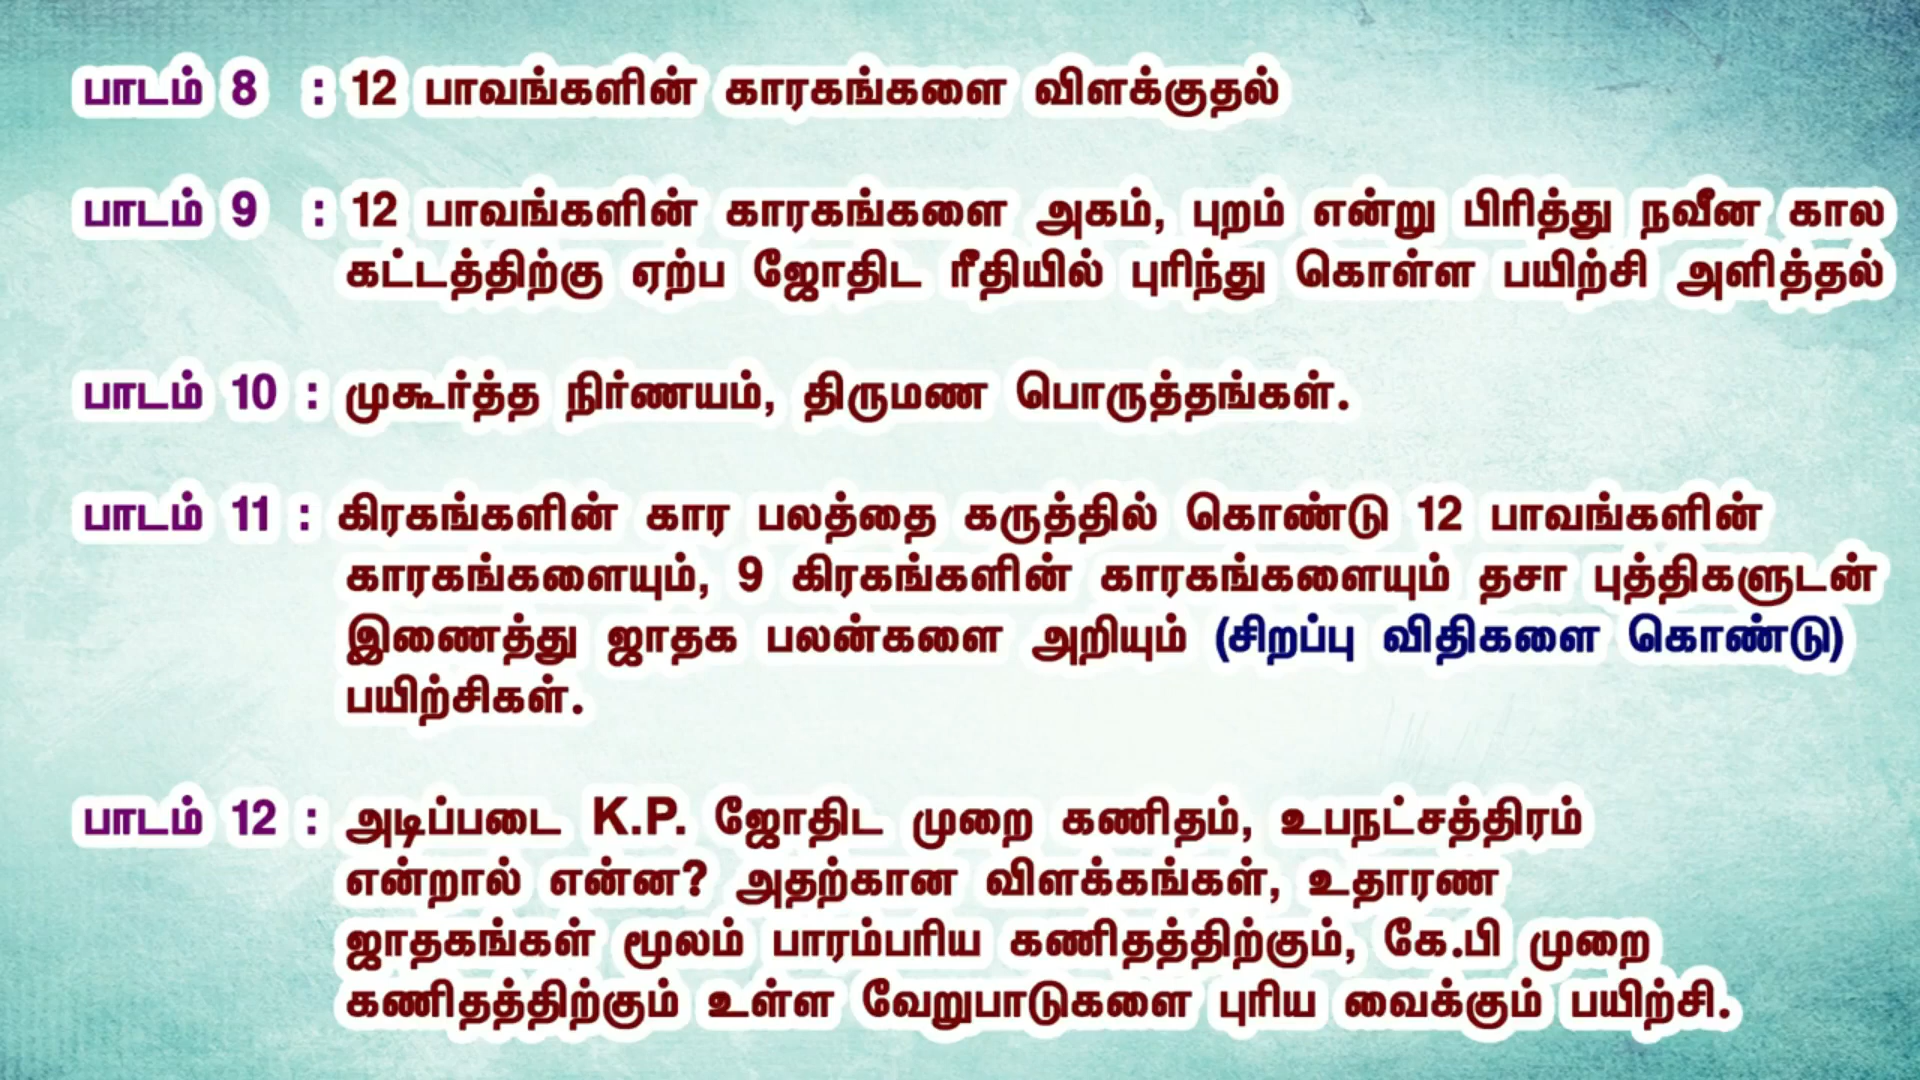 பாடம் 8 : 12 பாவங்களின் காரகங்களை விளக்குதல்
பாடம் 9 : 12 பாவங்களின் காரகங்களை அகம், புறம் என்று பிரித்து நவீன கால
கட்டத்திற்கு ஏற்ப ஜோதிட ரீதியில் புரிந்து கொள்ள பயிற்சி அளித்தல்
பாடம் 10 : முகூர்த்த நிர்ணயம், திருமண பொருத்தங்கள்.
பாடம் 11 : கிரகங்களின் கார பலத்தை கருத்தில் கொண்டு 12 பாவங்களின்
காரகங்களையும், 9 கிரகங்களின் காரகங்களையும் தசா புத்திகளுடன்
இணைத்து ஜாதக பலன்களை அறியும் (சிறப்பு விதிகளை கொண்டு)
பயிற்சிகள்.
பாடம் 12 : அடிப்படை K.P. ஜோதிட முறை கணிதம், உபநட்சத்திரம்
என்றால் என்ன? அதற்கான விளக்கங்கள், உதாரண
ஜாதகங்கள் மூலம் பாரம்பரிய கணிதத்திற்கும், கே.பி முறை
கணிதத்திற்கும் உள்ள வேறுபாடுகளை புரிய வைக்கும் பயிற்சி.